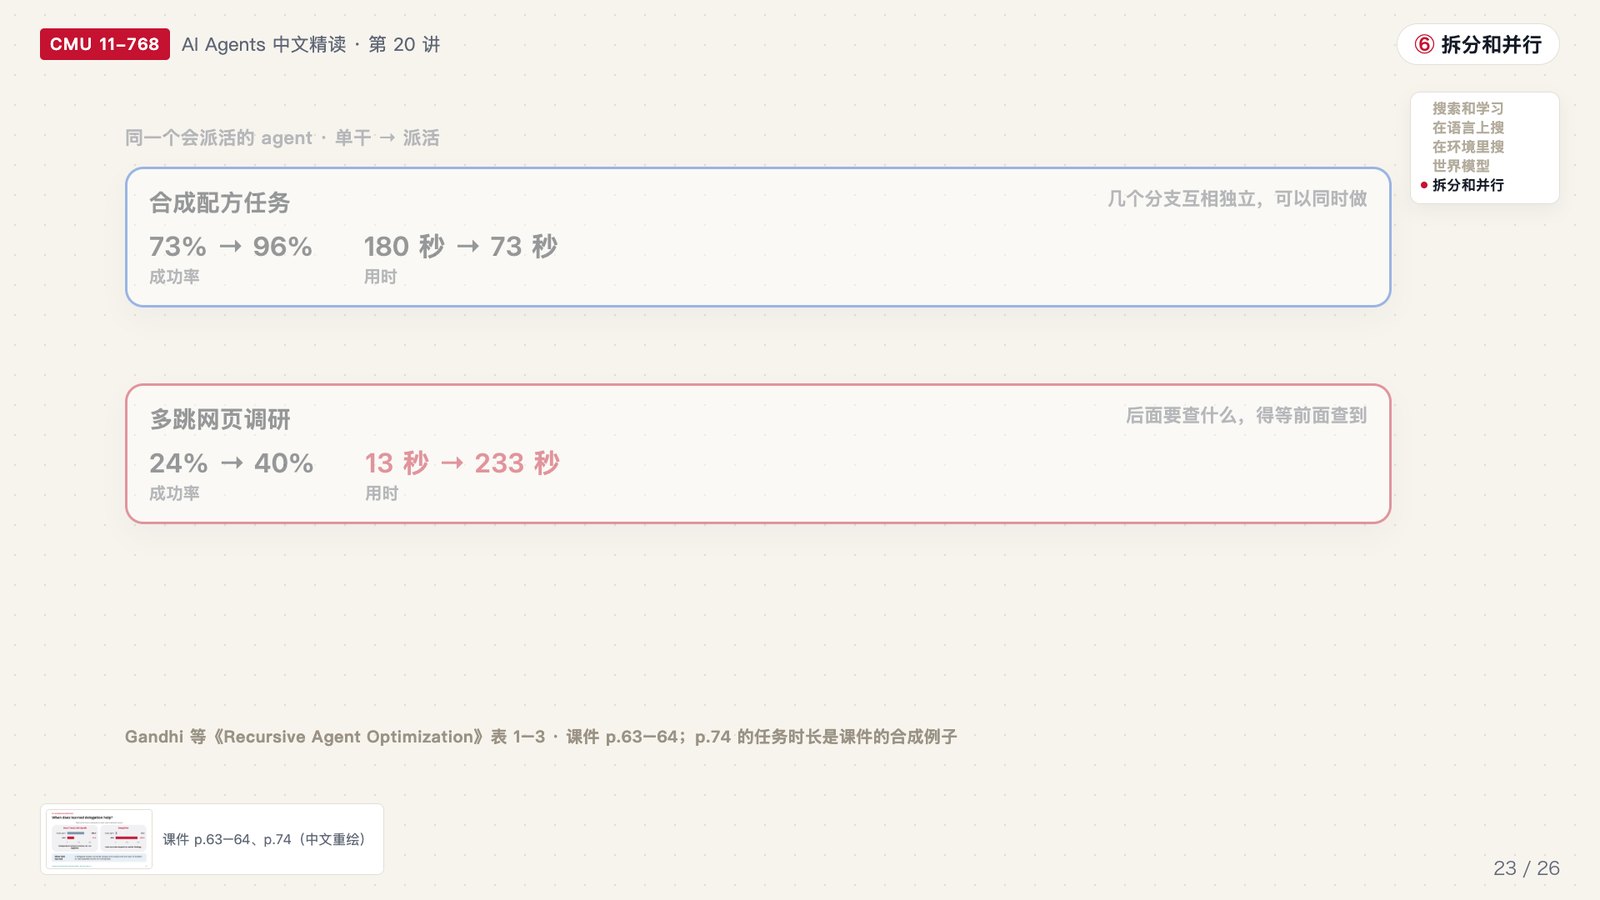 CMU 11-768 AI Agents 中文精读 · 第 20 讲
⑥ 拆分和并行
搜索和学习
在语言上搜
在环境里搜
世界模型
拆分和并行
同一个会派活的 agent · 单干 → 派活
合成配方任务
几个分支互相独立，可以同时做
73% → 96% 180 秒 → 73 秒
成功率 用时
多跳网页调研
后面要查什么，得等前面查到
24% → 40% 13 秒 → 233 秒
成功率 用时
Gandhi 等《Recursive Agent Optimization》表 1—3 · 课件 p.63—64；p.74 的任务时长是课件的合成例子
When does learned delegation help?
课件 p.63—64、p.74（中文重绘）
23 / 26